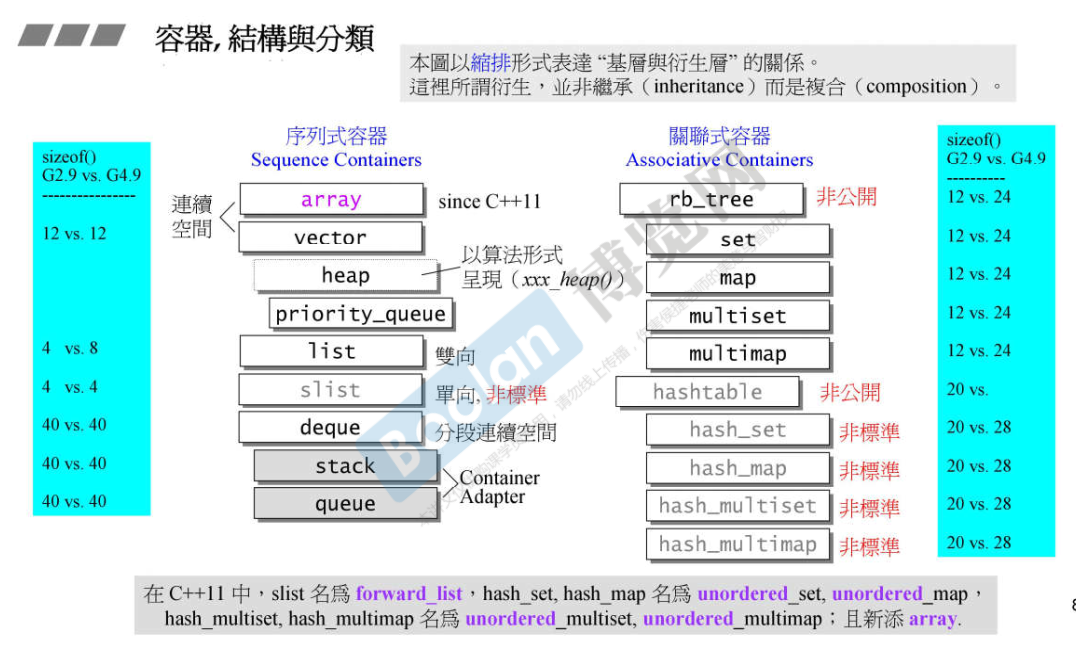 容器, 結構與分類
本圖以縮排形式表達 “基層與衍生層” 的關係。
這裡所謂衍生，並非繼承（inheritance）而是複合（composition）。
sizeof()
G2.9 vs. G4.9
----------------
12 vs. 12
4 vs. 8
4 vs. 4
40 vs. 40
40 vs. 40
40 vs. 40
序列式容器
Sequence Containers
連續
空間
array
since C++11
vector
heap
以算法形式
呈現（xxx_heap()）
priority_queue
list
雙向
slist
單向, 非標準
deque
分段連續空間
stack
queue
Container
Adapter
關聯式容器
Associative Containers
rb_tree
非公開
set
map
multiset
multimap
hashtable
非公開
hash_set
非標準
hash_map
非標準
hash_multiset
非標準
hash_multimap
非標準
sizeof()
G2.9 vs. G4.9
----------
12 vs. 24
12 vs. 24
12 vs. 24
12 vs. 24
12 vs. 24
20 vs.
20 vs. 28
20 vs. 28
20 vs. 28
20 vs. 28
Boolan
博览网
在 C++11 中，slist 名爲 forward_list，hash_set, hash_map 名爲 unordered_set, unordered_map，
hash_multiset, hash_multimap 名爲 unordered_multiset, unordered_multimap；且新添 array.